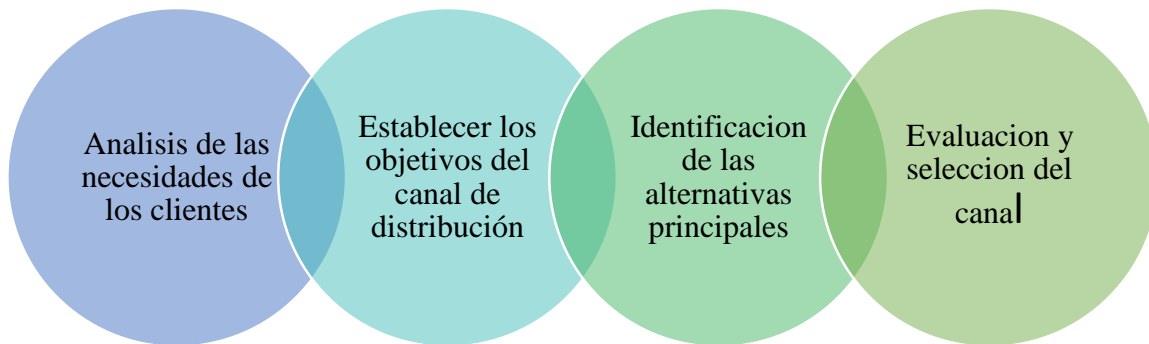 Analisis de las
necesidades de
los clientes
Establecer los
objetivos del
canal de
distribución
Identificacion
de las
alternativas
principales
Evaluacion y
seleccion del
canal